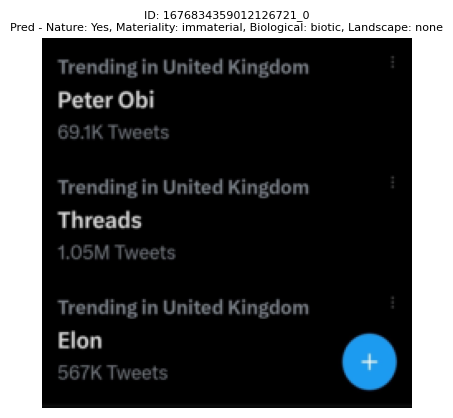 ID: 1676834359012126721_0
Pred - Nature: Yes, Materiality: immaterial, Biological: biotic, Landscape: none
Trending in United Kingdom
Peter Obi
69.1K Tweets
Trending in United Kingdom
Threads
1.05M Tweets
Trending in United Kingdom
Elon
567K Tweets